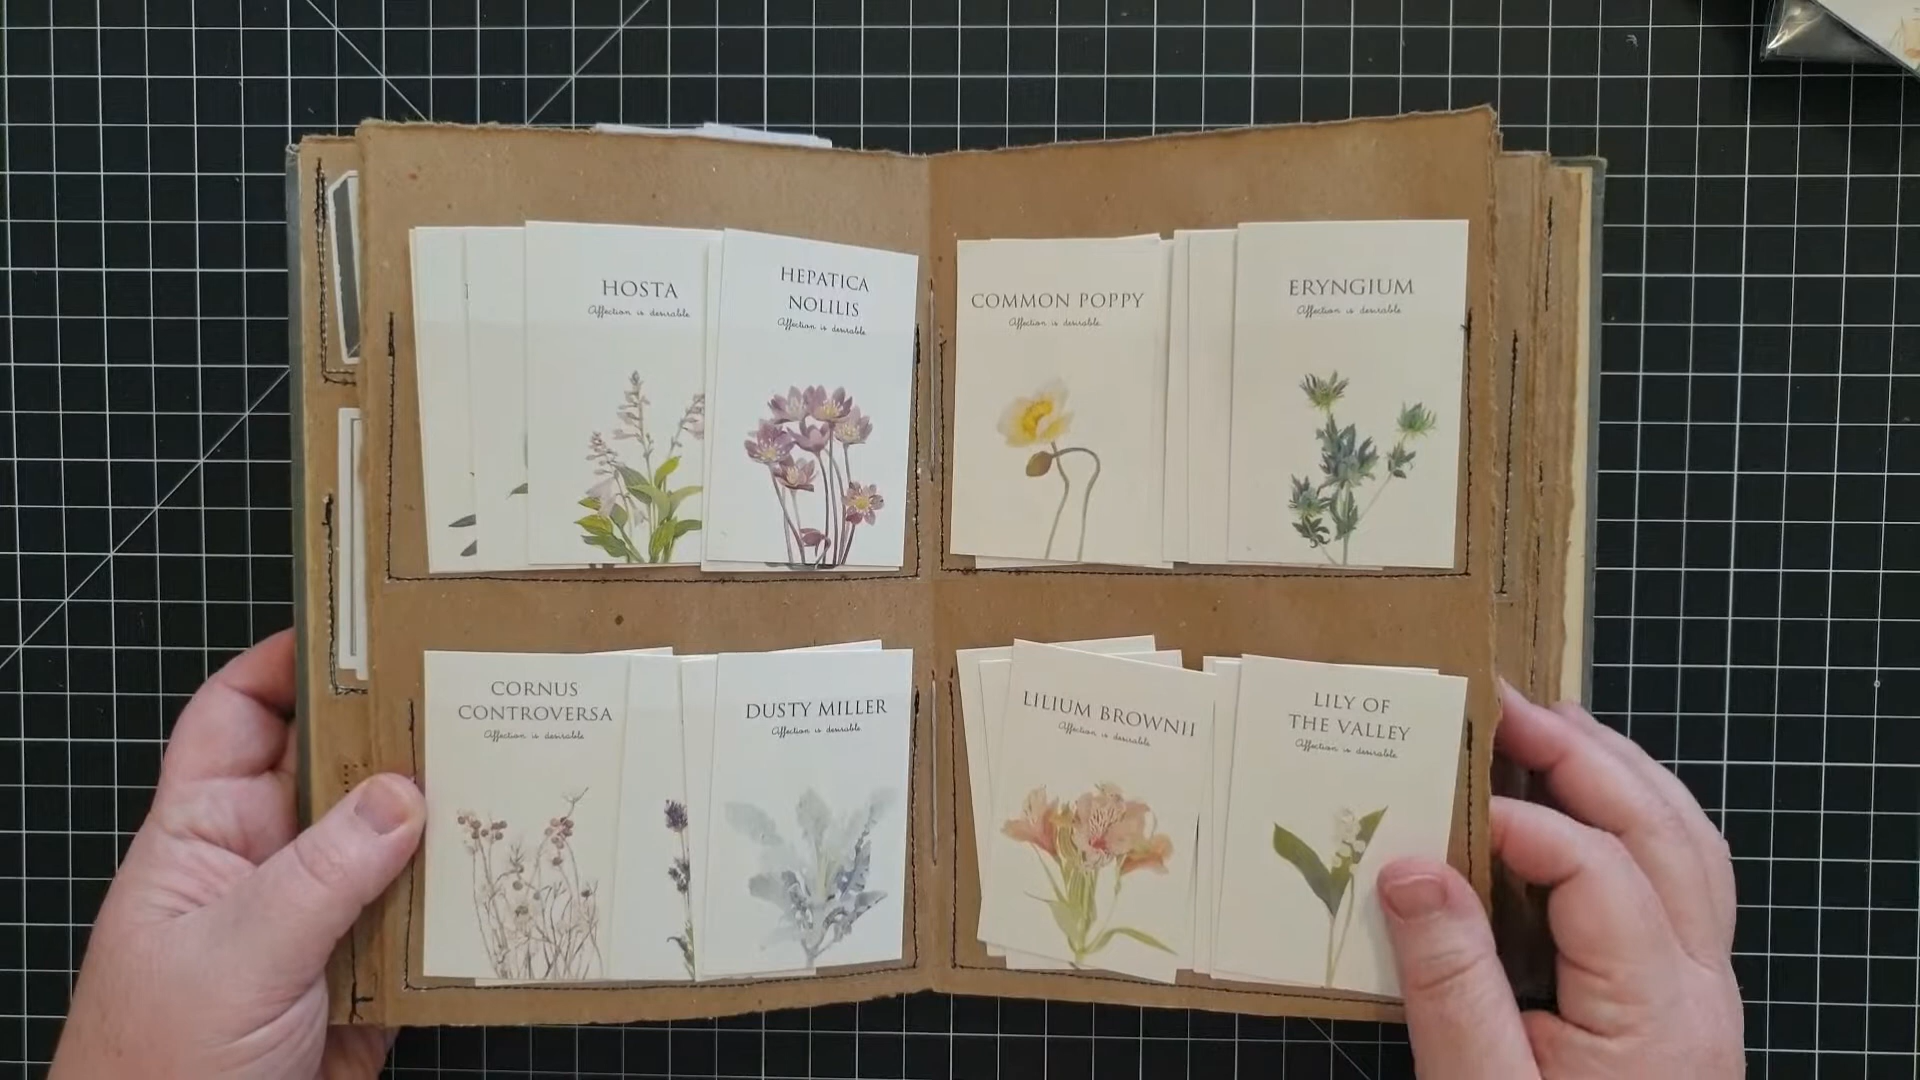 HOSTA
Affection is desirable
HEPATICA
NOLILIS
Affection is desirable
COMMON POPPY
Affection is desirable
ERYNGIUM
Affection is desirable
CORNUS
CONTROVERSA
Affection is desirable
DUSTY MILLER
Affection is desirable
LILIUM BROWNII
Affection is desirable
LILY OF
THE VALLEY
Affection is desirable